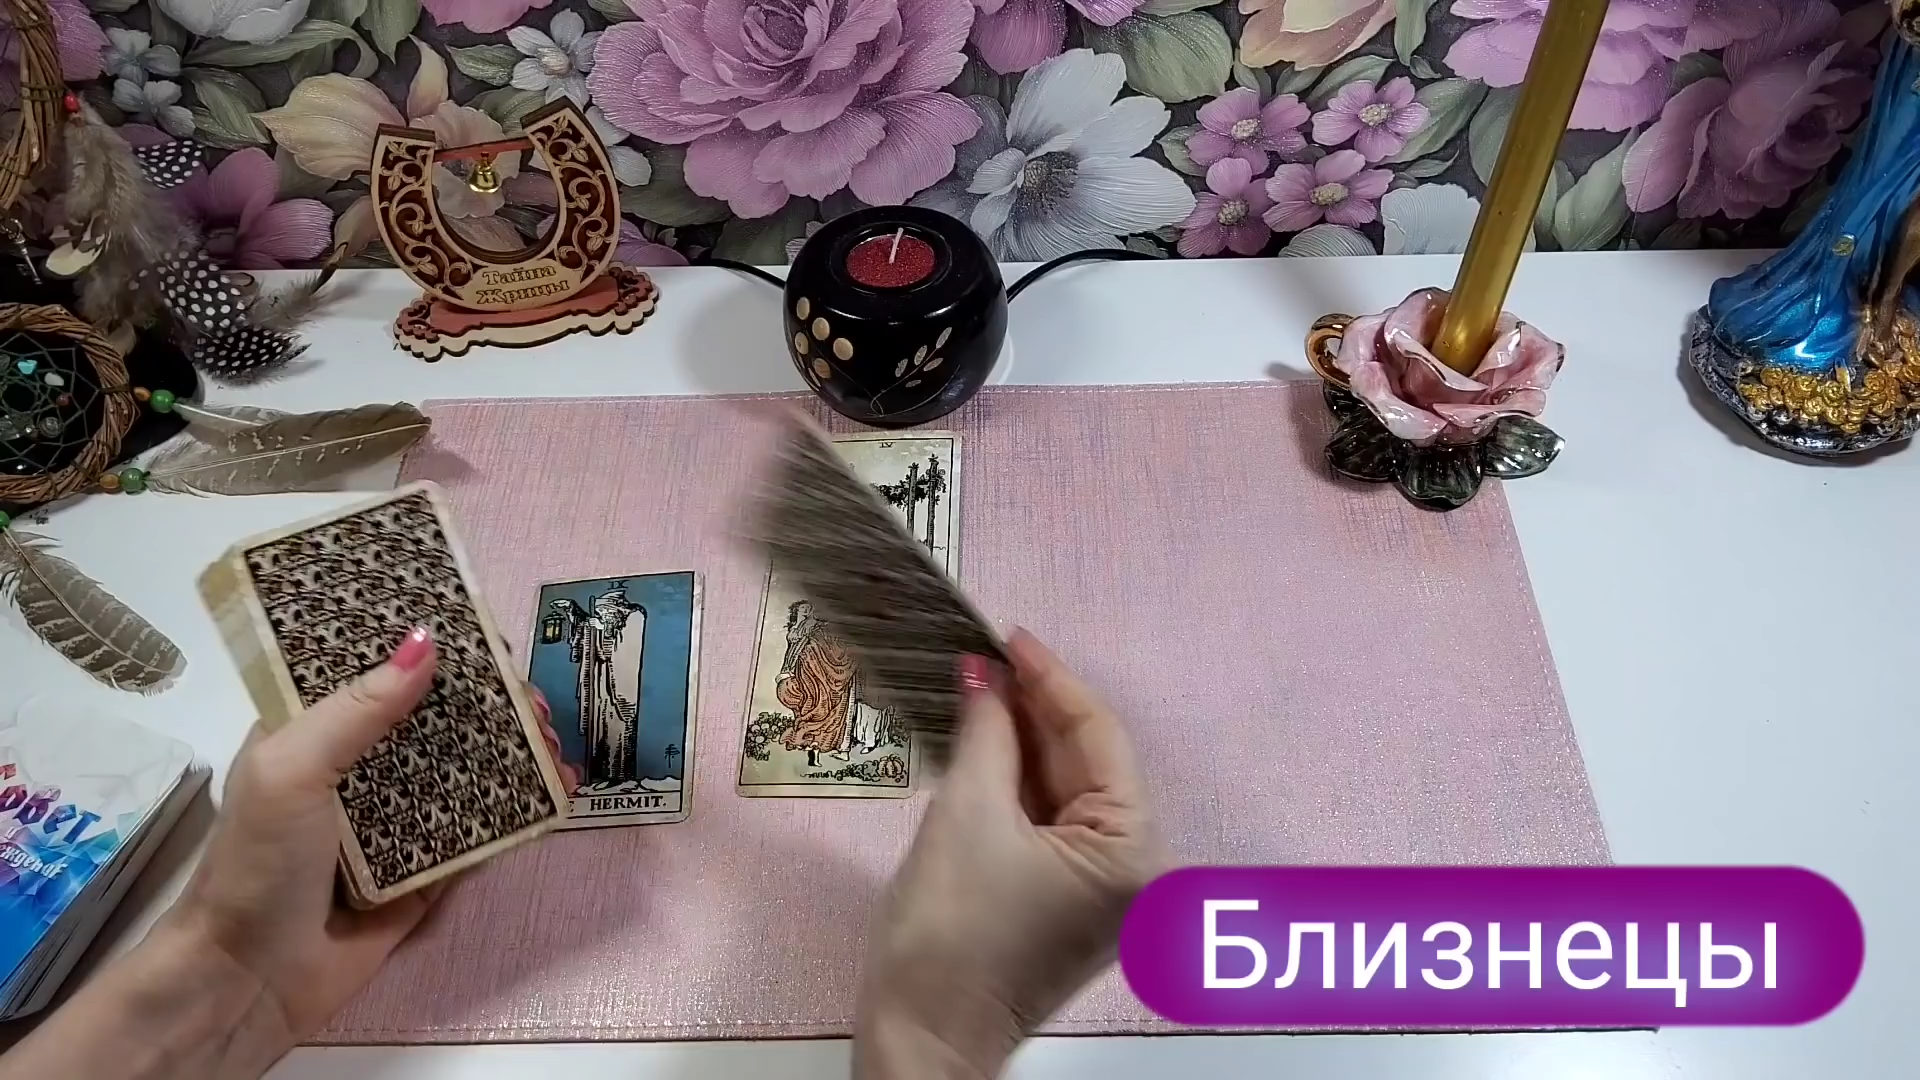 Тайна
Жрицы
IV
IX
HERMIT.
Близнецы